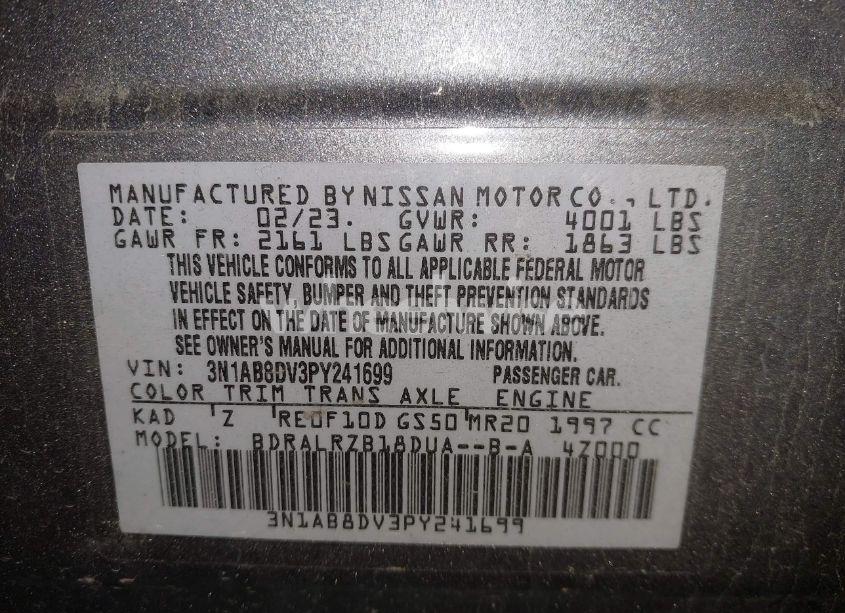 MANUFACTURED BY NISSAN MOTOR CO., LTD.
DATE: 02/23. GVWR: 4001 LBS
GAWR FR: 2161 LBS GAWR RR: 1863 LBS
THIS VEHICLE CONFORMS TO ALL APPLICABLE FEDERAL MOTOR
VEHICLE SAFETY, BUMPER AND THEFT PREVENTION STANDARDS
IN EFFECT ON THE DATE OF MANUFACTURE SHOWN ABOVE.
SEE OWNER'S MANUAL FOR ADDITIONAL INFORMATION.
VIN: 3N1AB8DV3PY241699 PASSENGER CAR.
COLOR TRIM TRANS AXLE ENGINE
KAD Z RE0F10D GS50 MR20 1997 CC
MODEL: BDRALRZB18DUA--B-A 4Z000
3N1AB8DV3PY241699